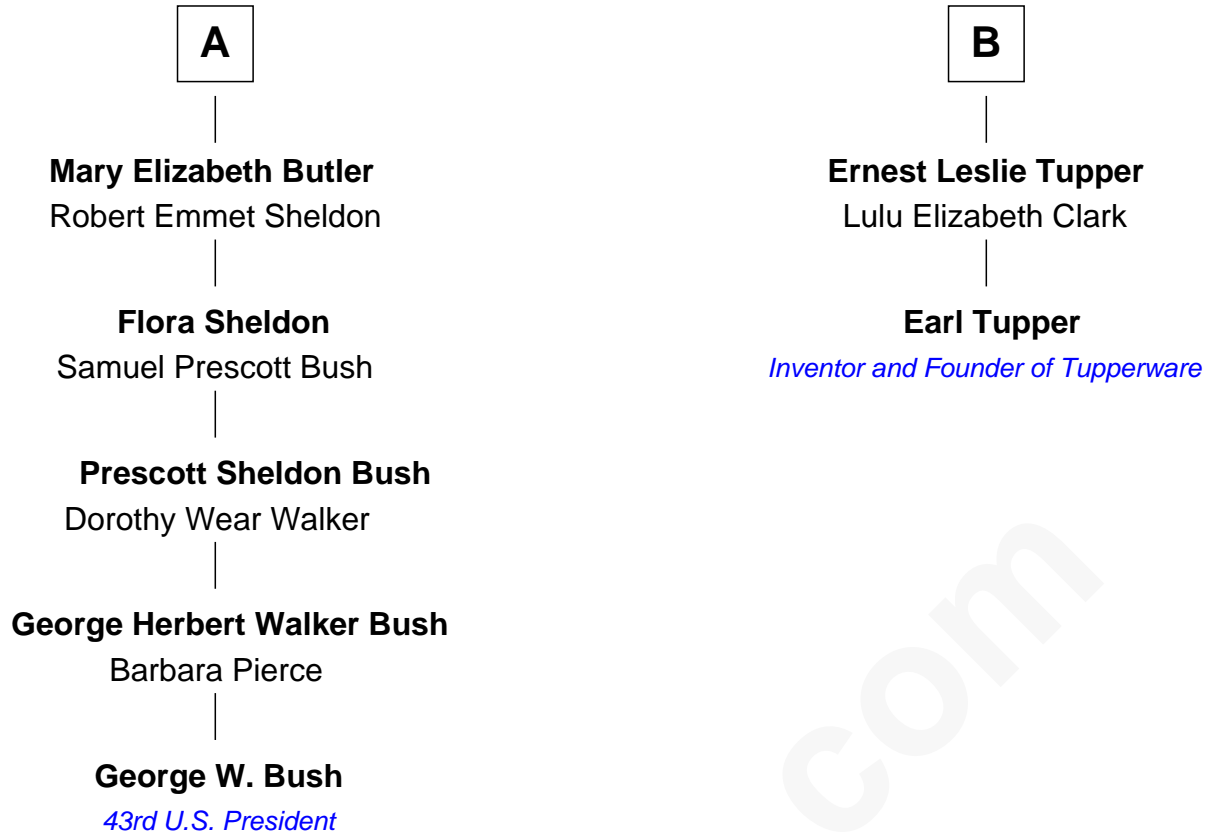 A
Mary Elizabeth Butler
Robert Emmet Sheldon
Flora Sheldon
Samuel Prescott Bush
Prescott Sheldon Bush
Dorothy Wear Walker
George Herbert Walker Bush
Barbara Pierce
George W. Bush
43rd U.S. President
B
Ernest Leslie Tupper
Lulu Elizabeth Clark
Earl Tupper
Inventor and Founder of Tupperware
com